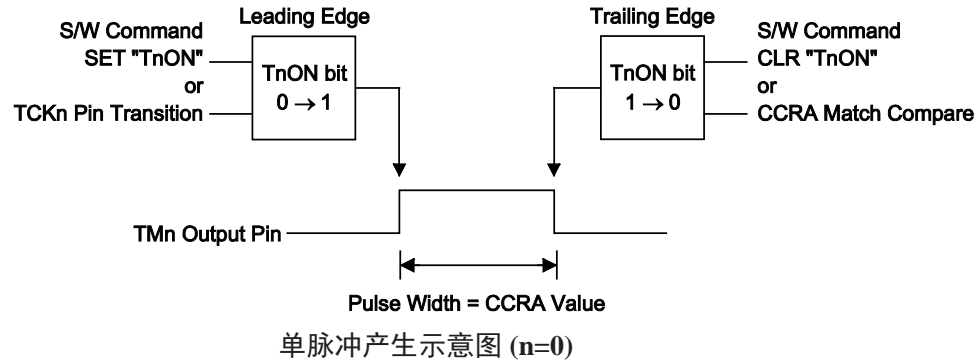 Leading Edge
Trailing Edge
S/W Command
SET "TnON"
or
TCKn Pin Transition
TnON bit
0 → 1
TnON bit
1 → 0
S/W Command
CLR "TnON"
or
CCRA Match Compare
TMn Output Pin
Pulse Width = CCRA Value
单脉冲产生示意图 (n=0)